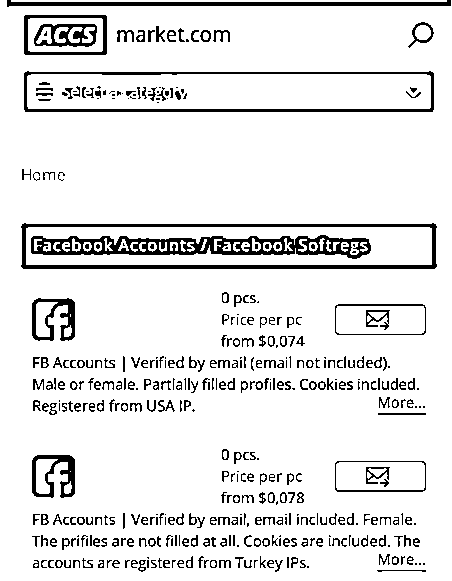 ACCS market.com
Select a category
Home
Facebook Accounts / Facebook Softregs
0 pcs.
Price per pc
from $0,074
FB Accounts | Verified by email (email not included).
Male or female. Partially filled profiles. Cookies included.
Registered from USA IP.
More...
0 pcs.
Price per pc
from $0,078
FB Accounts | Verified by email, email included. Female.
The prifiles are not filled at all. Cookies are included. The
accounts are registered from Turkey IPs.
More...